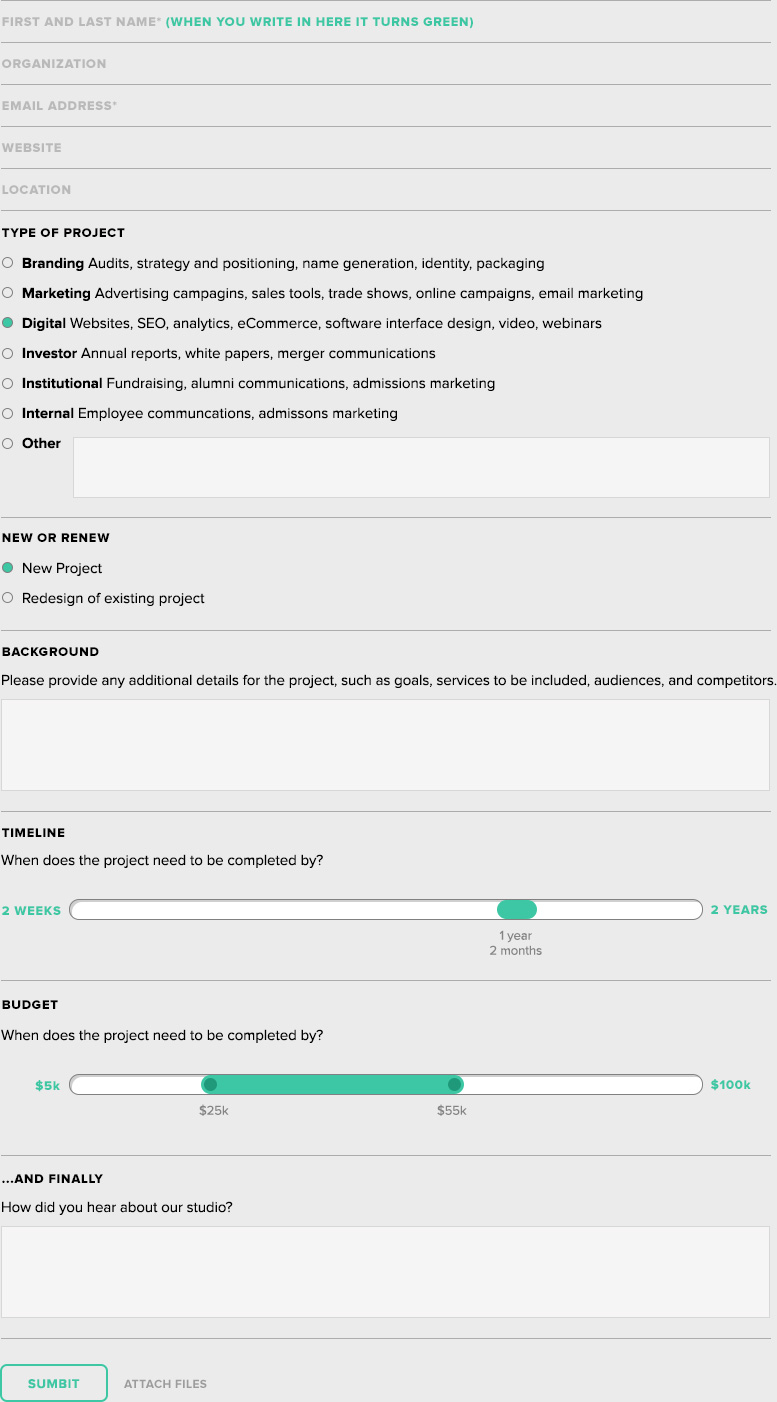 FIRST AND LAST NAME* (WHEN YOU WRITE IN HERE IT TURNS GREEN)
ORGANIZATION
EMAIL ADDRESS*
WEBSITE
LOCATION
TYPE OF PROJECT
Branding Audits, strategy and positioning, name generation, identity, packaging
Marketing Advertising campagins, sales tools, trade shows, online campaigns, email marketing
Digital Websites, SEO, analytics, eCommerce, software interface design, video, webinars
Investor Annual reports, white papers, merger communications
Institutional Fundraising, alumni communications, admissions marketing
Internal Employee communcations, admissons marketing
Other
NEW OR RENEW
New Project
Redesign of existing project
BACKGROUND
Please provide any additional details for the project, such as goals, services to be included, audiences, and competitors.
TIMELINE
When does the project need to be completed by?
2 WEEKS 2 YEARS
1 year
2 months
BUDGET
When does the project need to be completed by?
$5k $100k
$25k $55k
...AND FINALLY
How did you hear about our studio?
SUMBIT ATTACH FILES